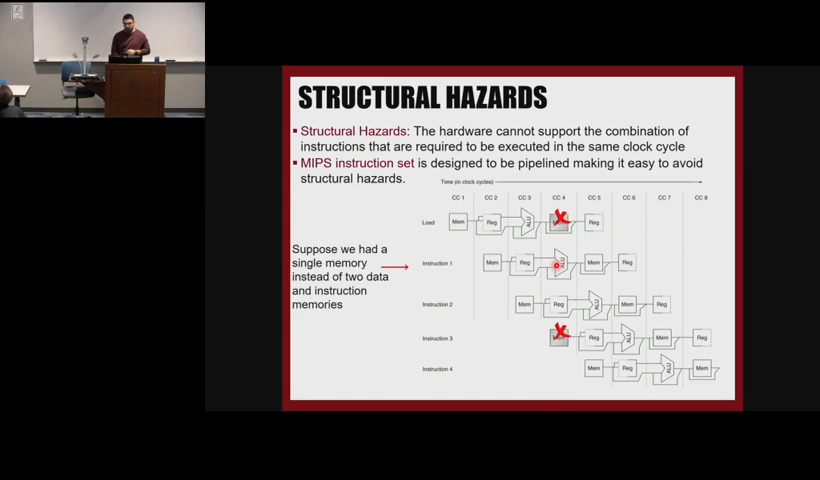 STRUCTURAL HAZARDS
▪ Structural Hazards: The hardware cannot support the combination of
instructions that are required to be executed in the same clock cycle
▪ MIPS instruction set is designed to be pipelined making it easy to avoid
structural hazards.
Time (in clock cycles)
CC 1 CC 2 CC 3 CC 4 CC 5 CC 6 CC 7 CC 8
Load Mem Reg ALU Reg
Suppose we had a
single memory
instead of two data
and instruction
memories
Instruction 1 Mem Reg ALU Mem Reg
Instruction 2 Mem Reg ALU Mem Reg
Instruction 3 Reg ALU Mem Reg
Instruction 4 Mem Reg ALU Mem